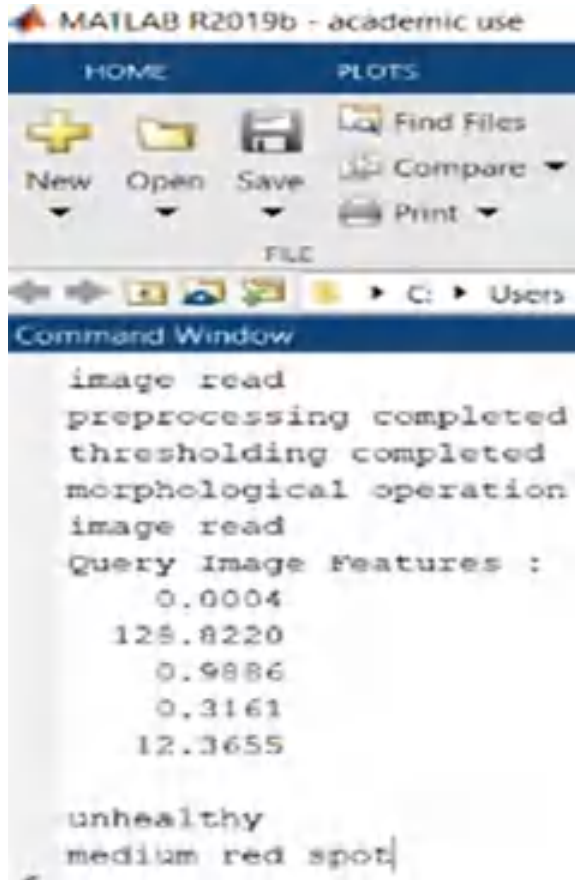 MATLAB R2019b - academic use
HOME PLOTS
New Open Save Find Files
Compare
Print
FILE
C: Users
Command Window
image read
preprocessing completed
thresholding completed
morphological operation
image read
Query Image Features :
0.0004
128.8220
0.9886
0.3161
12.3655
unhealthy
medium red spot